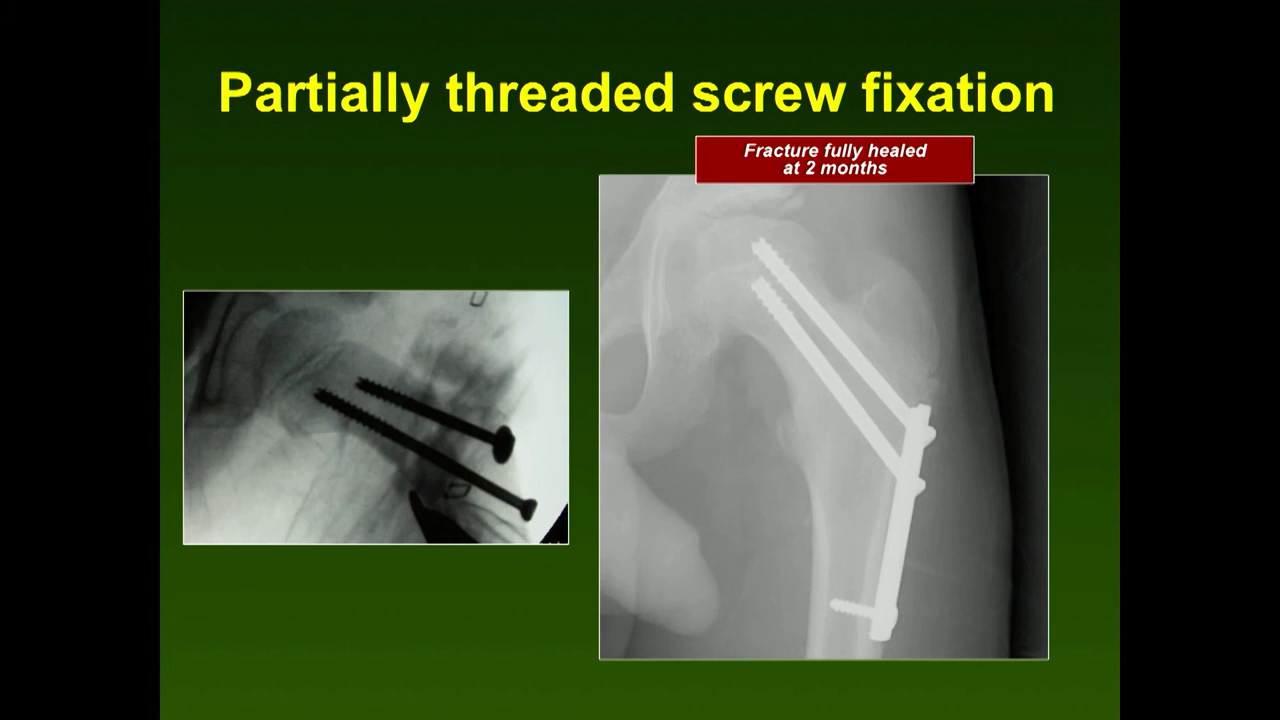 Partially threaded screw fixation
Fracture fully healed
at 2 months